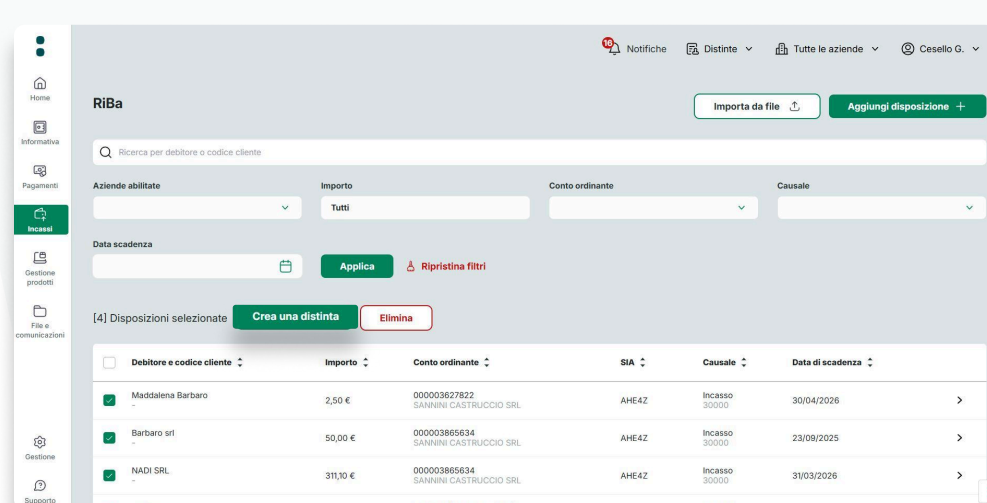 16 Notifiche Distinte Tutte le aziende Cesello G.
Home
Informativa
Pagamenti
Incassi
Gestione
prodotti
File e
comunicazioni
Gestione
Supporto
RiBa
Importa da file
Aggiungi disposizione +
Ricerca per debitore o codice cliente
Aziende abilitate Importo Conto ordinante Causale
Tutti
Data scadenza
Applica Ripristina filtri
[4] Disposizioni selezionate Crea una distinta Elimina
Debitore e codice cliente Importo Conto ordinante SIA Causale Data di scadenza
Maddalena Barbaro 2,50 € 000003627822 AHE4Z Incasso 30/04/2026
- SANNINI CASTRUCCIO SRL 30000
Barbaro srl 50,00 € 000003865634 AHE4Z Incasso 23/09/2025
- SANNINI CASTRUCCIO SRL 30000
NADI SRL 311,10 € 000003865634 AHE4Z Incasso 31/03/2026
- SANNINI CASTRUCCIO SRL 30000